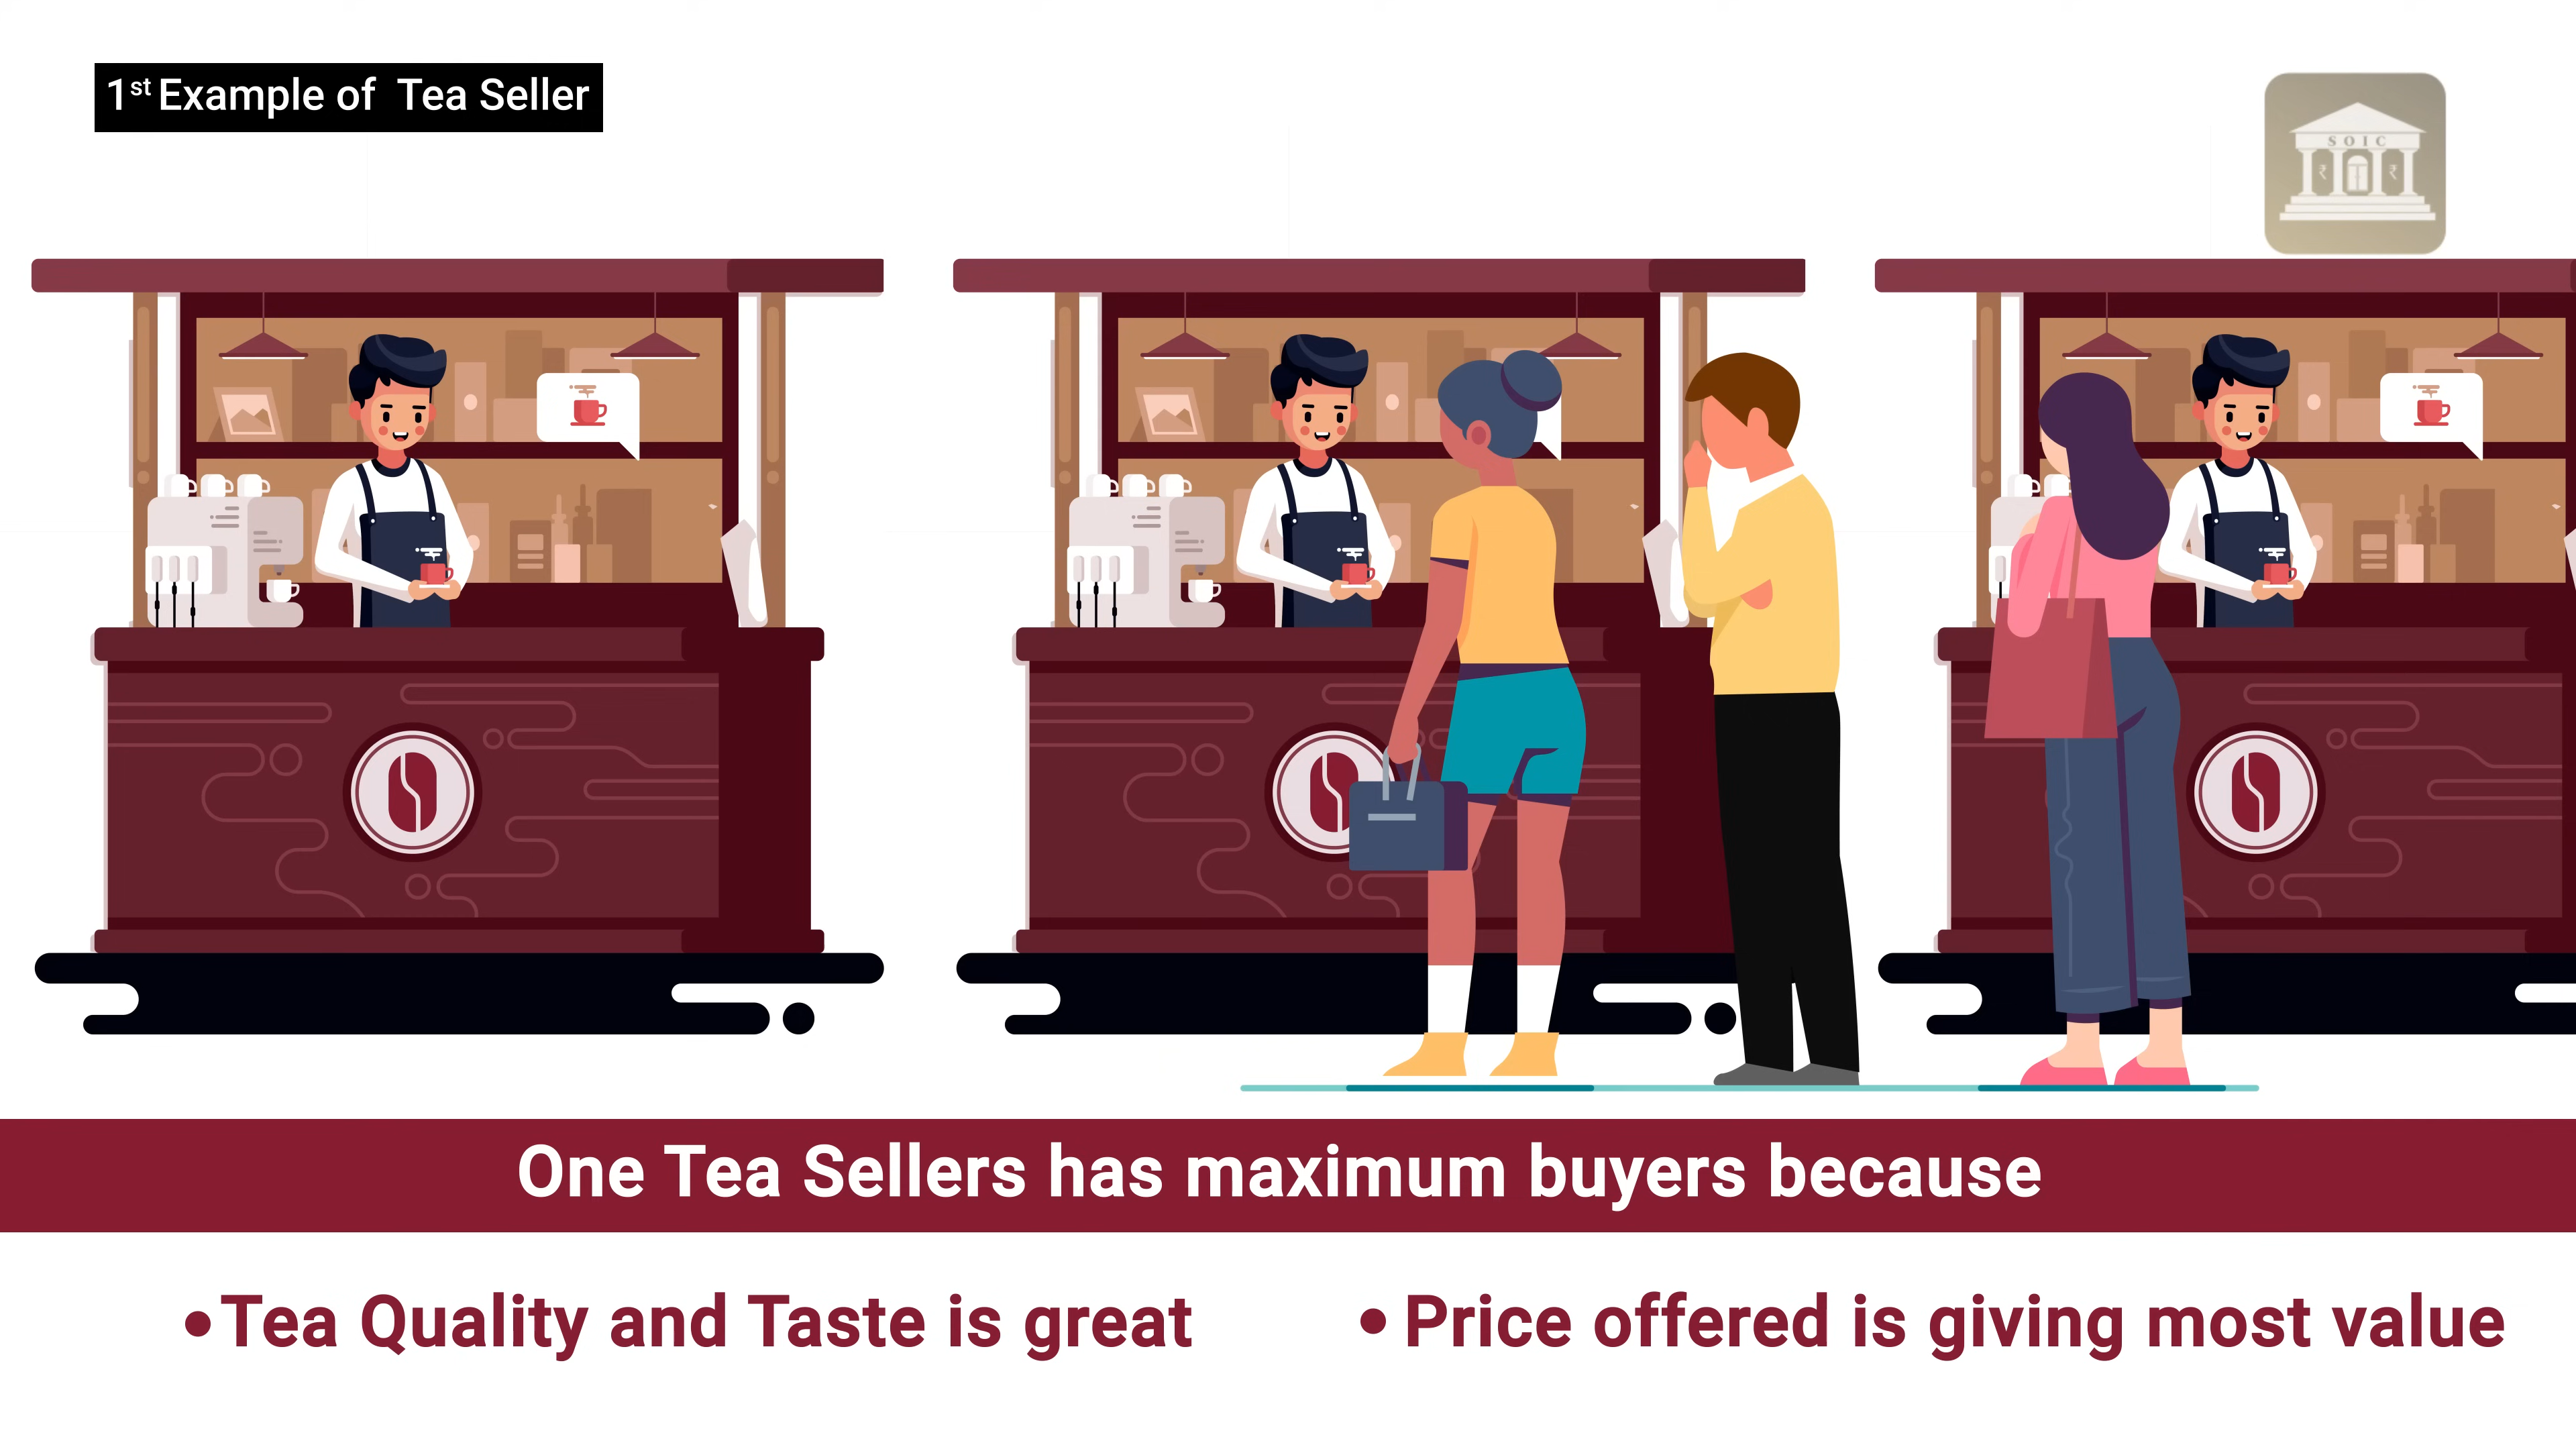 1st Example of Tea Seller
SOIC
One Tea Sellers has maximum buyers because
•Tea Quality and Taste is great
• Price offered is giving most value